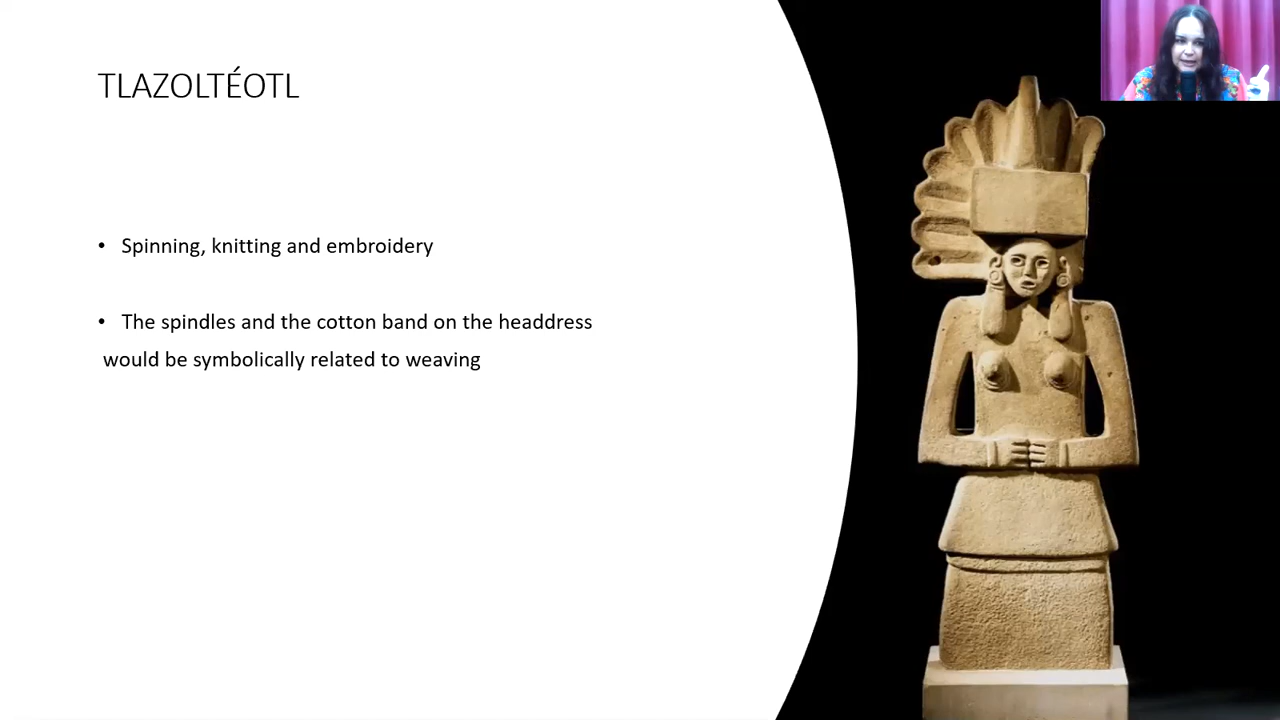 TLAZOLTÉOTL
• Spinning, knitting and embroidery
• The spindles and the cotton band on the headdress
would be symbolically related to weaving